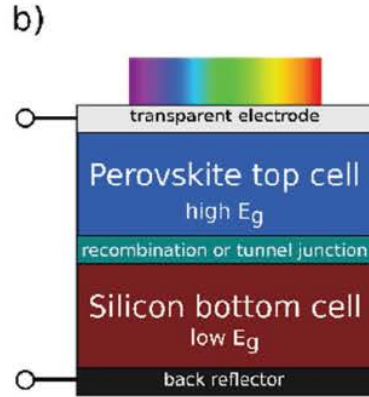 b)
transparent electrode
Perovskite top cell
high Eg
recombination or tunnel junction
Silicon bottom cell
low Eg
back reflector